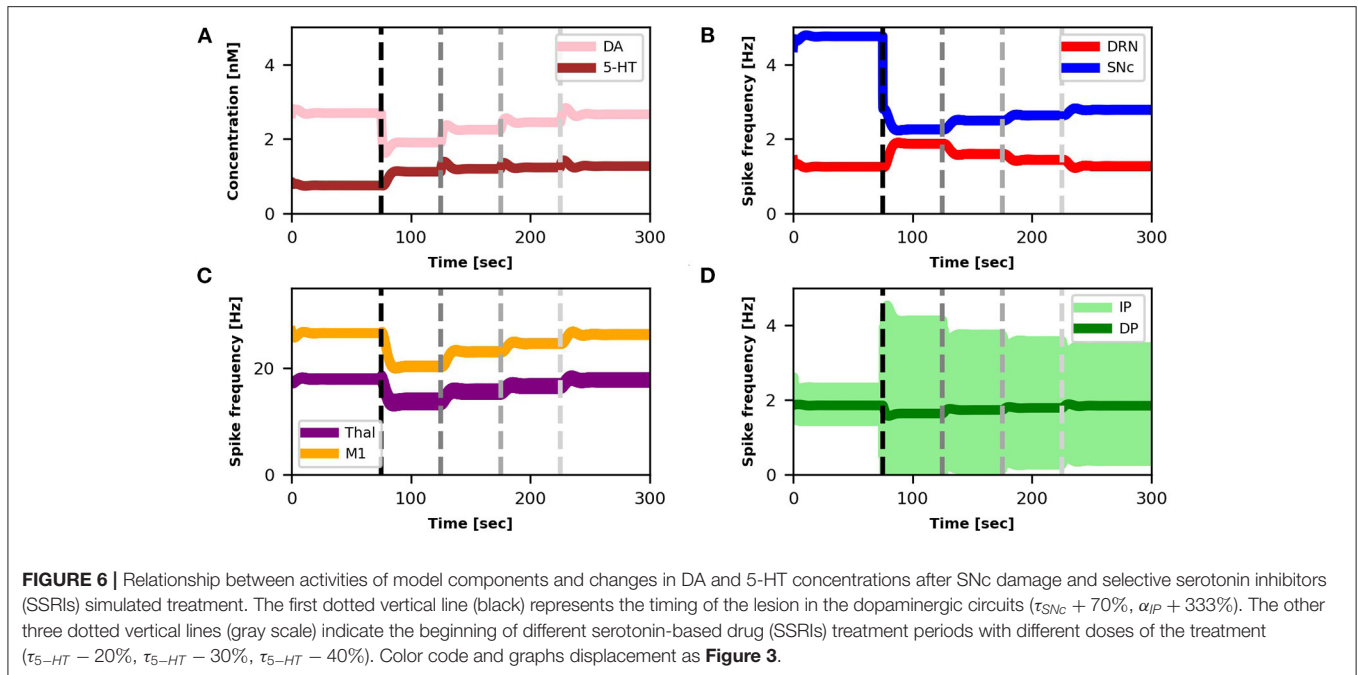 A
Concentration [nM]
4
2
0
DA
5-HT
0 100 200 300
Time [sec]
B
Spike frequency [Hz]
4
2
0
DRN
SNc
0 100 200 300
Time [sec]
C
Spike frequency [Hz]
20
0
Thal
M1
0 100 200 300
Time [sec]
D
Spike frequency [Hz]
4
2
0
IP
DP
0 100 200 300
Time [sec]
FIGURE 6 | Relationship between activities of model components and changes in DA and 5-HT concentrations after SNc damage and selective serotonin inhibitors
(SSRIs) simulated treatment. The first dotted vertical line (black) represents the timing of the lesion in the dopaminergic circuits (τSNc + 70%, αIP + 333%). The other
three dotted vertical lines (gray scale) indicate the beginning of different serotonin-based drug (SSRIs) treatment periods with different doses of the treatment
(τ5−HT − 20%, τ5−HT − 30%, τ5−HT − 40%). Color code and graphs displacement as Figure 3.